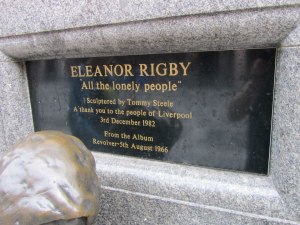 ELEANOR RIGBY
"All the lonely people"
Sculptured by Tommy Steele
A thank you to the people of Liverpool
3rd December 1982
From the Album
Revolver-5th August 1966